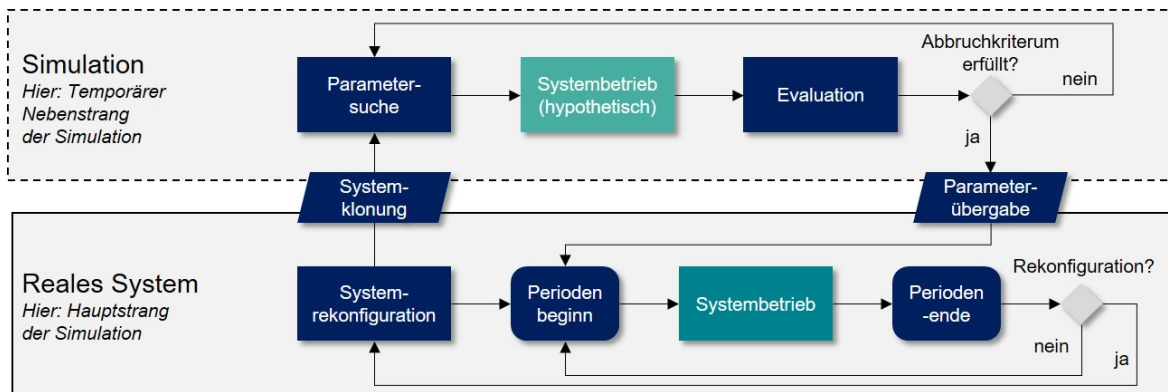 Simulation
Hier: Temporärer
Nebenstrang
der Simulation
Parameter-
suche
Systembetrieb
(hypothetisch)
Evaluation
Abbruchkriterum
erfüllt?
nein
ja
System-
klonung
Parameter-
übergabe
Reales System
Hier: Hauptstrang
der Simulation
System-
rekonfiguration
Perioden
beginn
Systembetrieb
Perioden
-ende
Rekonfiguration?
nein
ja